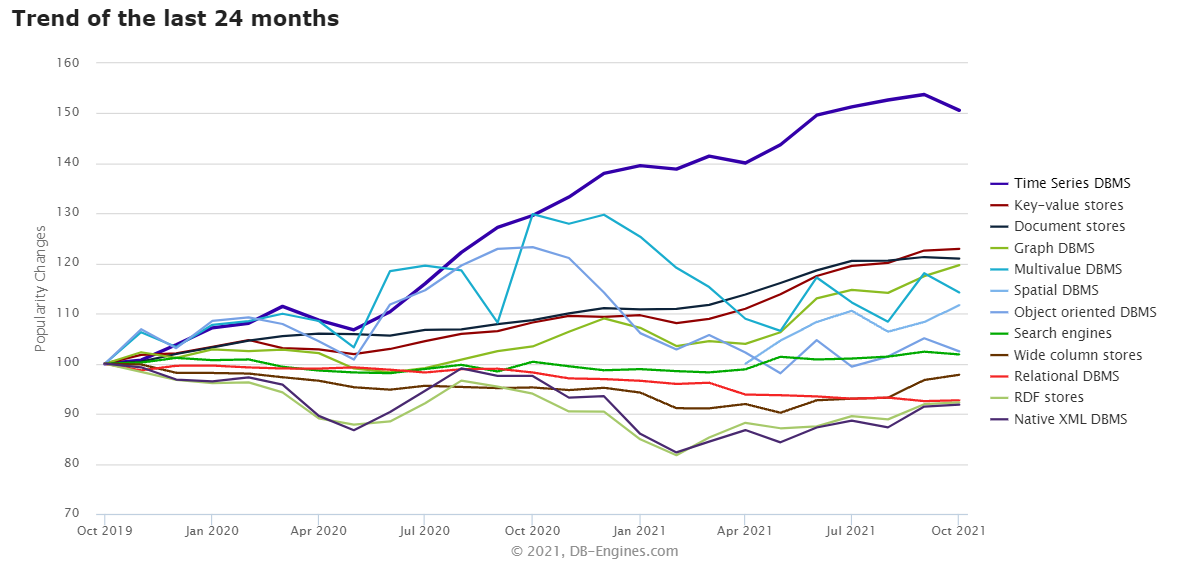 Trend of the last 24 months
160
150
140
130
120
110
100
90
80
70
Popularity Changes
Oct 2019
Jan 2020
Apr 2020
Jul 2020
Oct 2020
Jan 2021
Apr 2021
Jul 2021
Oct 2021
© 2021, DB-Engines.com
Time Series DBMS
Key-value stores
Document stores
Graph DBMS
Multivalue DBMS
Spatial DBMS
Object oriented DBMS
Search engines
Wide column stores
Relational DBMS
RDF stores
Native XML DBMS